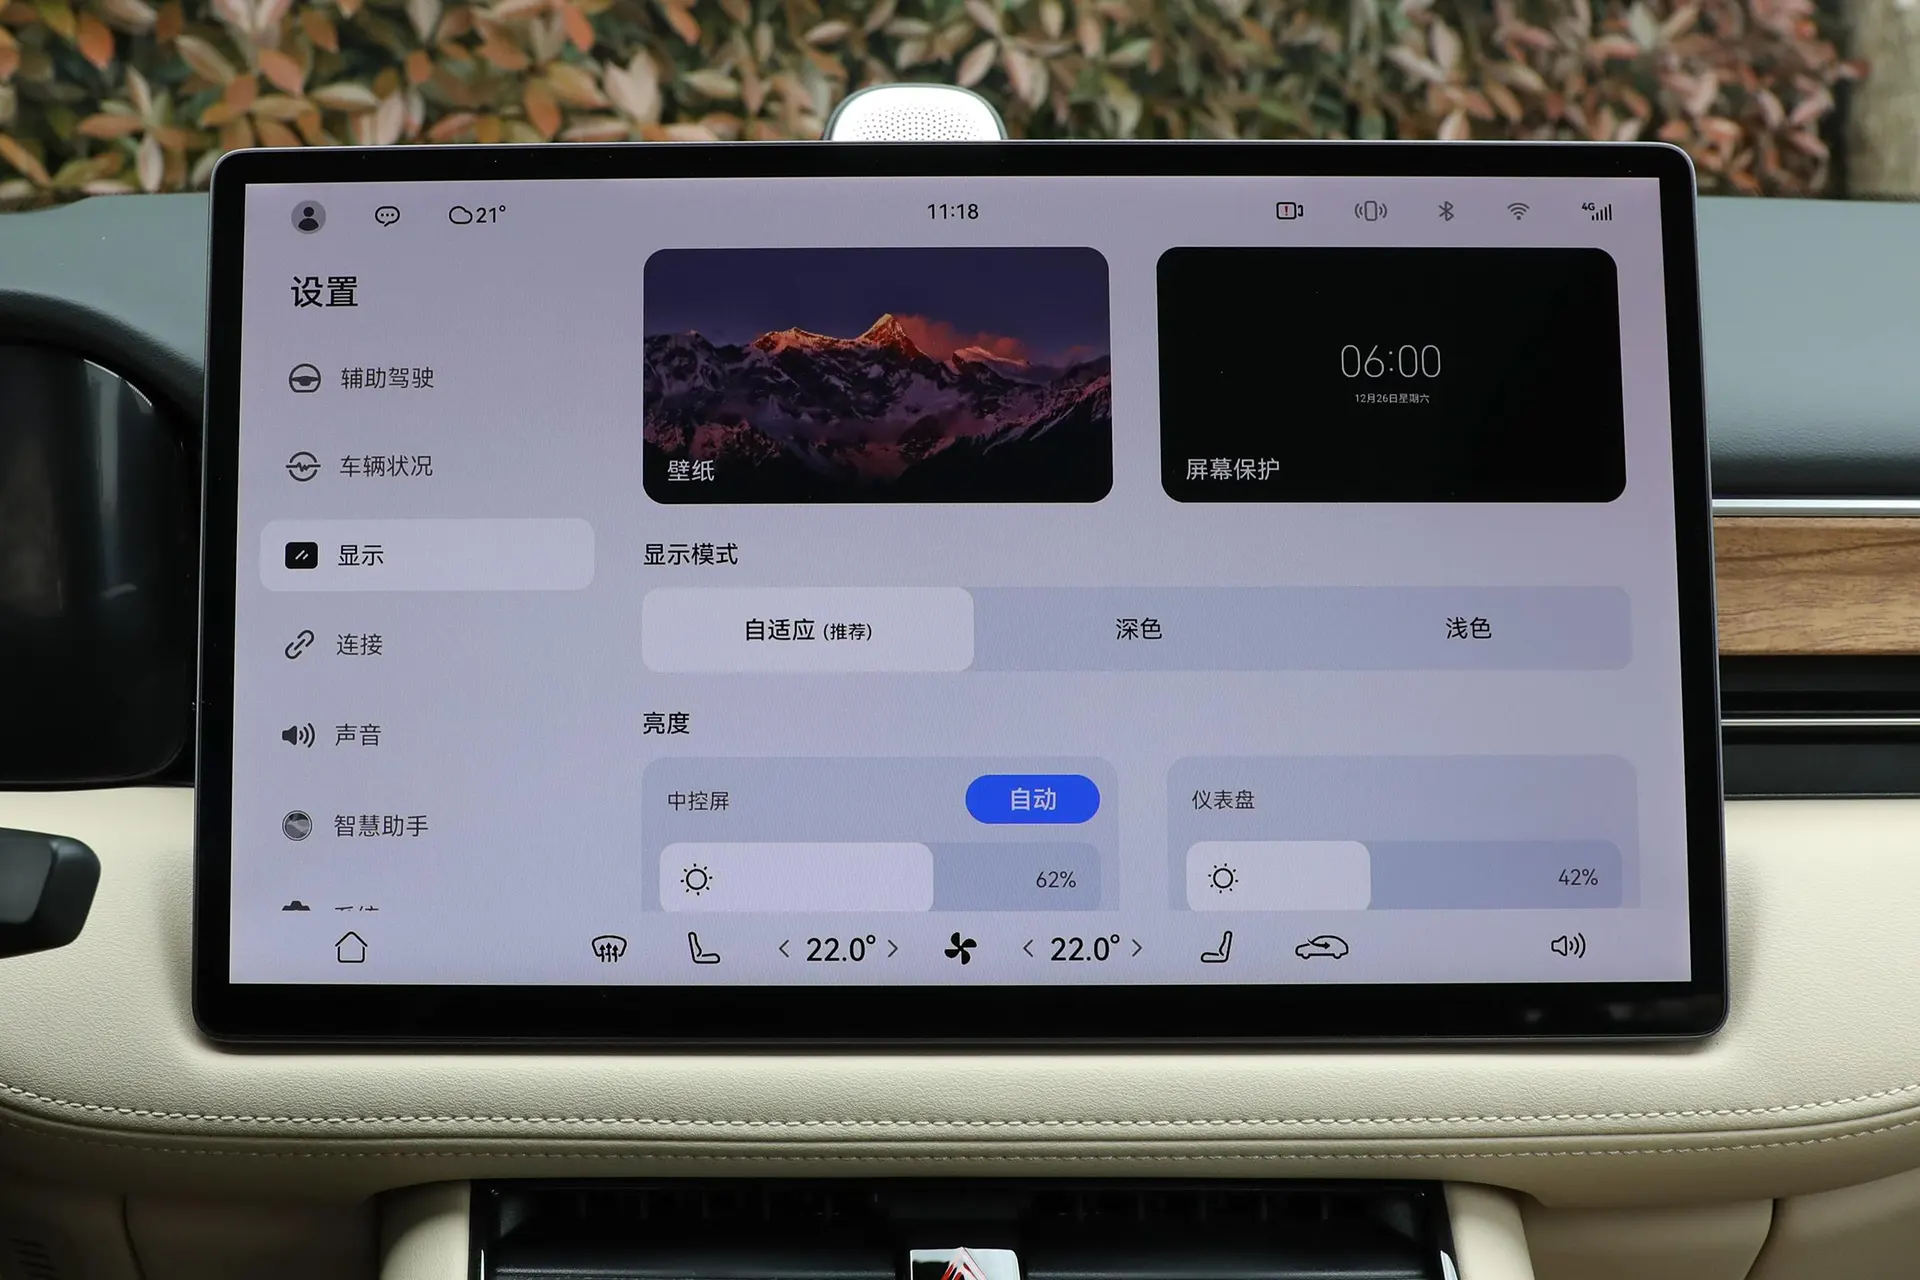 21°
11:18
4G
设置
辅助驾驶
车辆状况
显示
连接
声音
智慧助手
壁纸
06:00
12月26日星期六
屏幕保护
显示模式
自适应 (推荐)
深色
浅色
亮度
中控屏
自动
62%
仪表盘
42%
< 22.0° >
< 22.0° >